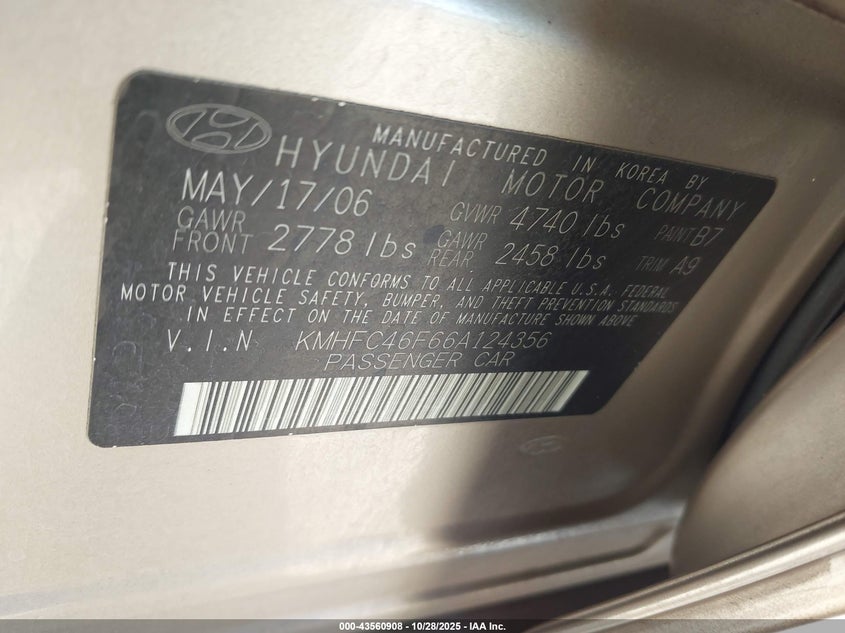 MANUFACTURED IN KOREA BY
HYUNDAI MOTOR COMPANY
MAY/17/06 GVWR 4740 lbs PAINT B7
GAWR FRONT 2778 lbs GAWR REAR 2458 lbs TRIM A9
THIS VEHICLE CONFORMS TO ALL APPLICABLE U.S.A. FEDERAL
MOTOR VEHICLE SAFETY, BUMPER, AND THEFT PREVENTION STANDARDS
IN EFFECT ON THE DATE OF MANUFACTURE SHOWN ABOVE
V.I.N KMHFC46F66A124356
PASSENGER CAR
000-43560908 - 10/28/2025 - IAA Inc.